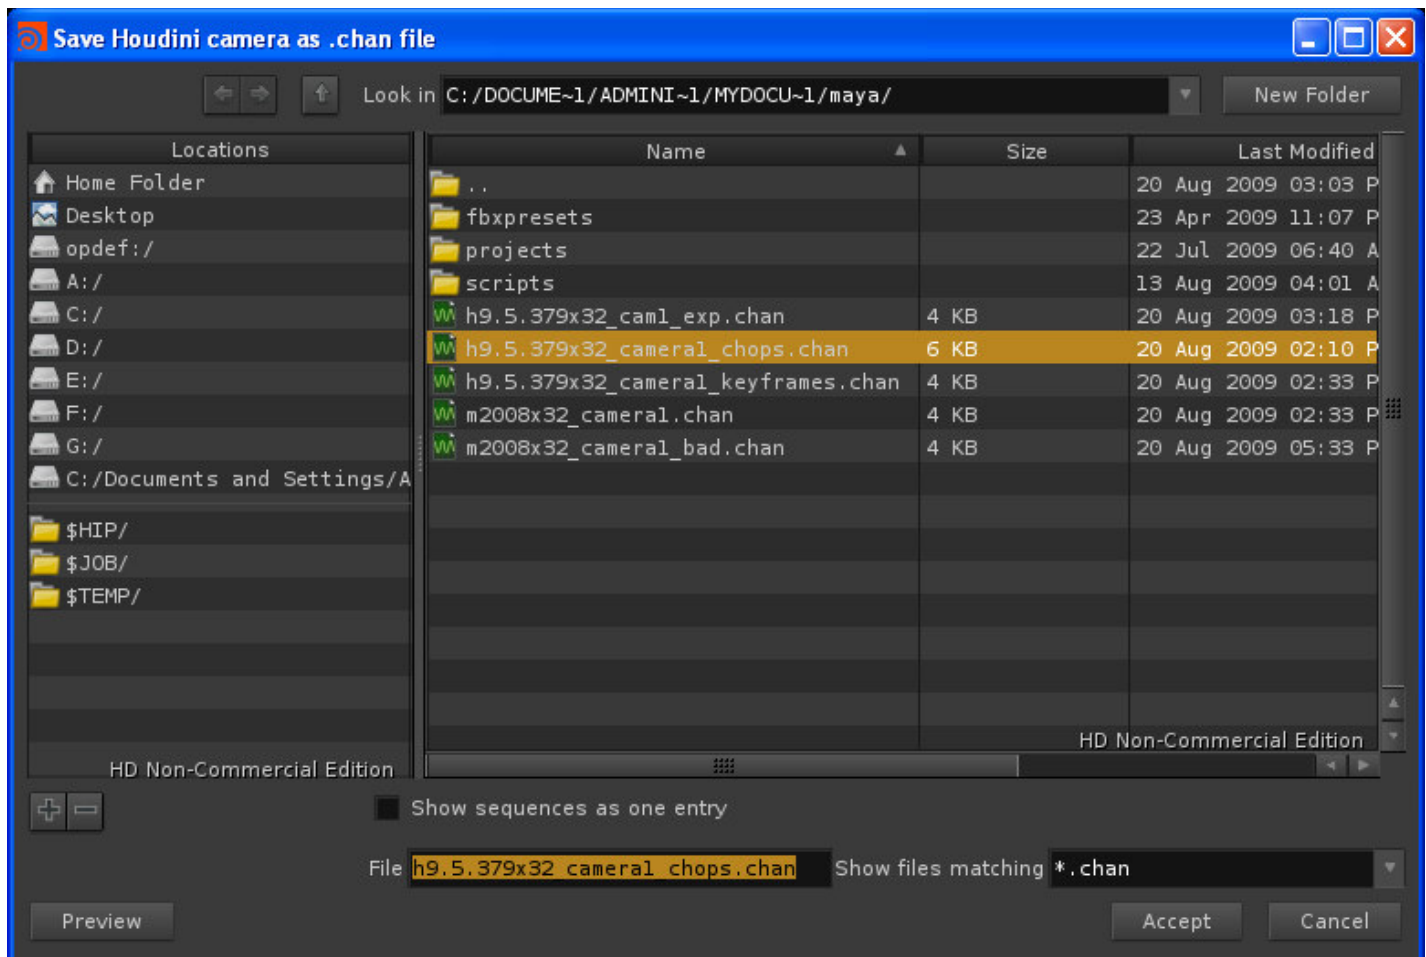 Save Houdini camera as .chan file
Look in C:/DOCUME~1/ADMINI~1/MYDOCU~1/maya/ New Folder
Locations
Home Folder
Desktop
opdef:/
A:/
C:/
D:/
E:/
F:/
G:/
C:/Documents and Settings/A
$HIP/
$JOB/
$TEMP/
HD Non-Commercial Edition
Name Size Last Modified
.. 20 Aug 2009 03:03 P
fbxpresets 23 Apr 2009 11:07 P
projects 22 Jul 2009 06:40 A
scripts 13 Aug 2009 04:01 A
h9.5.379x32_cam1_exp.chan 4 KB 20 Aug 2009 03:18 P
h9.5.379x32_camera1_chops.chan 6 KB 20 Aug 2009 02:10 P
h9.5.379x32_camera1_keyframes.chan 4 KB 20 Aug 2009 02:33 P
m2008x32_camera1.chan 4 KB 20 Aug 2009 02:33 P
m2008x32_camera1_bad.chan 4 KB 20 Aug 2009 05:33 P
HD Non-Commercial Edition
Show sequences as one entry
File h9.5.379x32_camera1_chops.chan Show files matching *.chan
Preview Accept Cancel